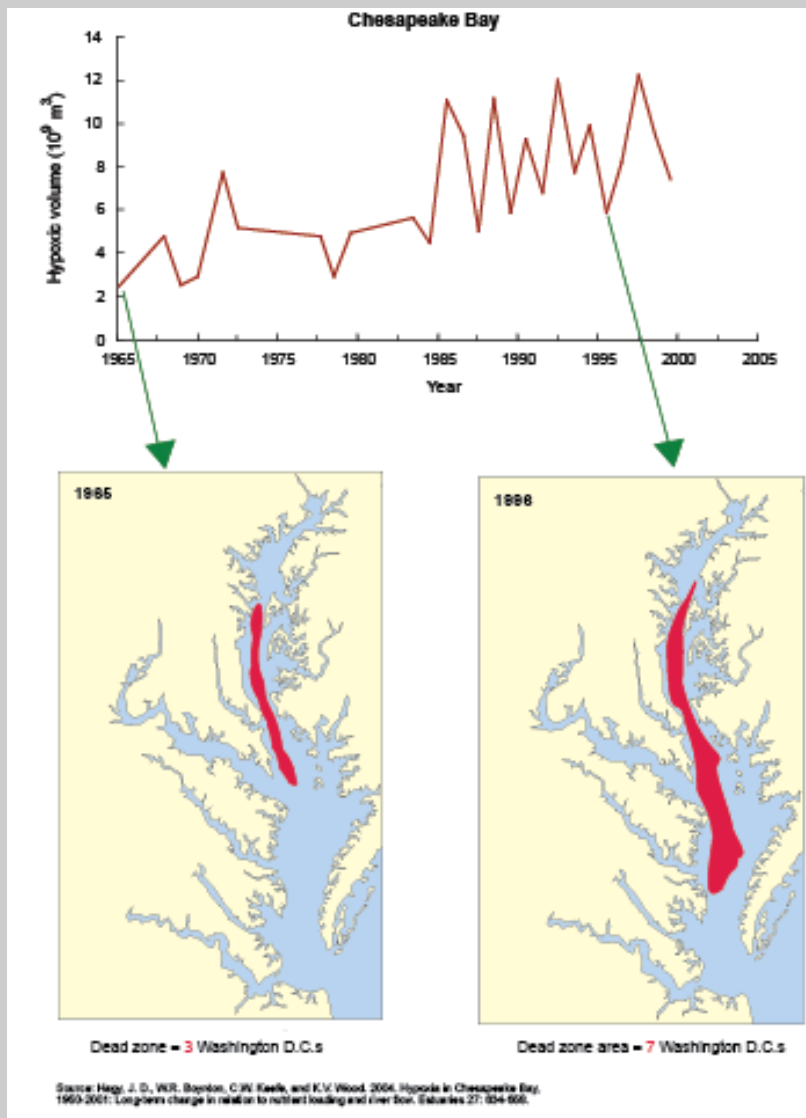 Chesapeake Bay
Hypoxic volume (10⁹ m³)
14
12
10
8
6
4
2
0
1965 1970 1975 1980 1985 1990 1995 2000 2005
Year
1965
1996
Dead zone = 3 Washington D.C.s
Dead zone area = 7 Washington D.C.s
Source: Hagy, J. D., W.R. Boynton, C.W. Keefe, and K.V. Wood. 2004. Hypoxia in Chesapeake Bay,
1950-2001: Long-term change in relation to nutrient loading and river flow. Estuaries 27: